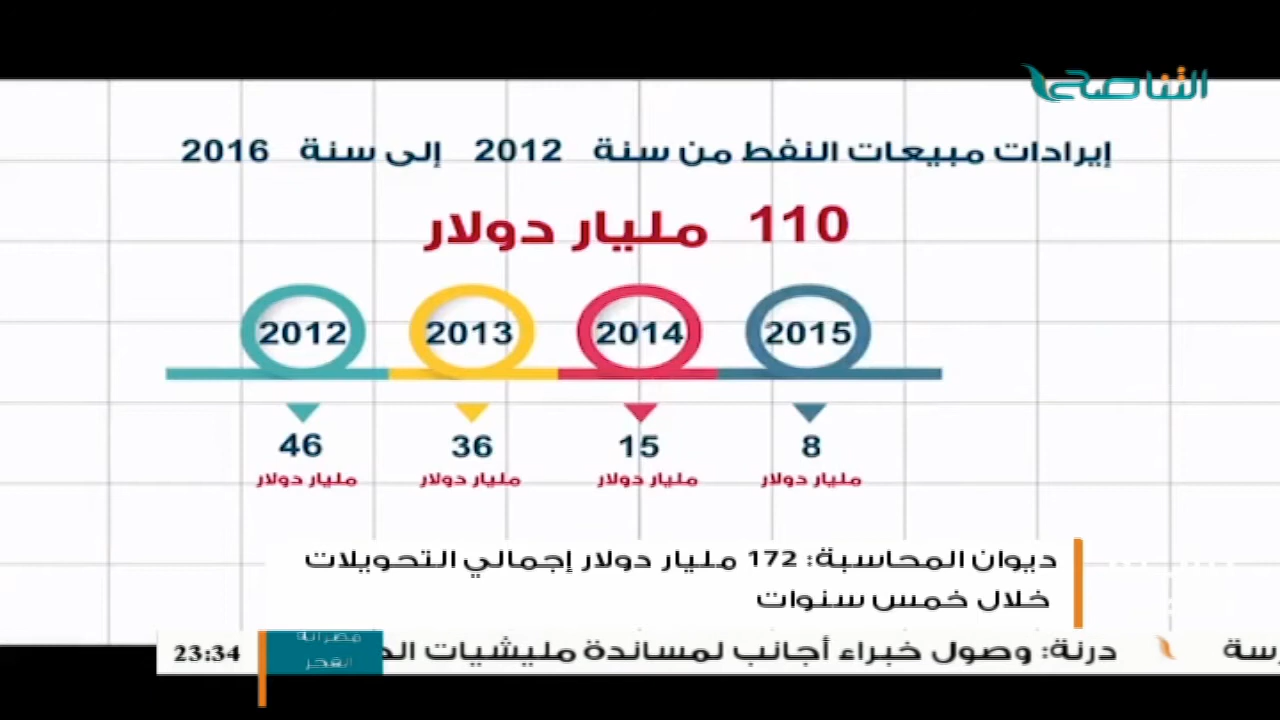 التناصح
إيرادات مبيعات النفط من سنة 2012 إلى سنة 2016
110 مليار دولار
2012 2013 2014 2015
46 36 15 8
مليار دولار مليار دولار مليار دولار مليار دولار
ديوان المحاسبة: 172 مليار دولار إجمالي التحويلات
خلال خمس سنوات
درنة: وصول خبراء أجانب لمساندة مليشيات
مصراتة
الفجر
23:34